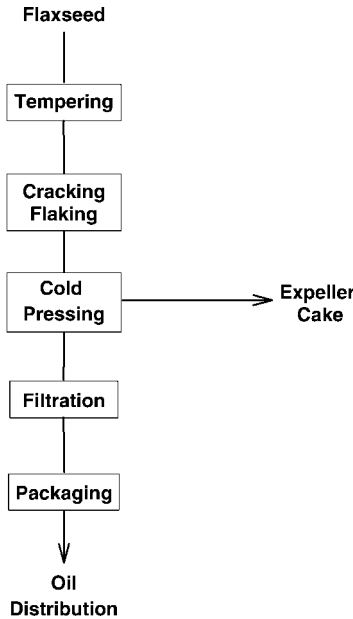 Flaxseed
Tempering
Cracking
Flaking
Cold
Pressing
Expeller
Cake
Filtration
Packaging
Oil
Distribution